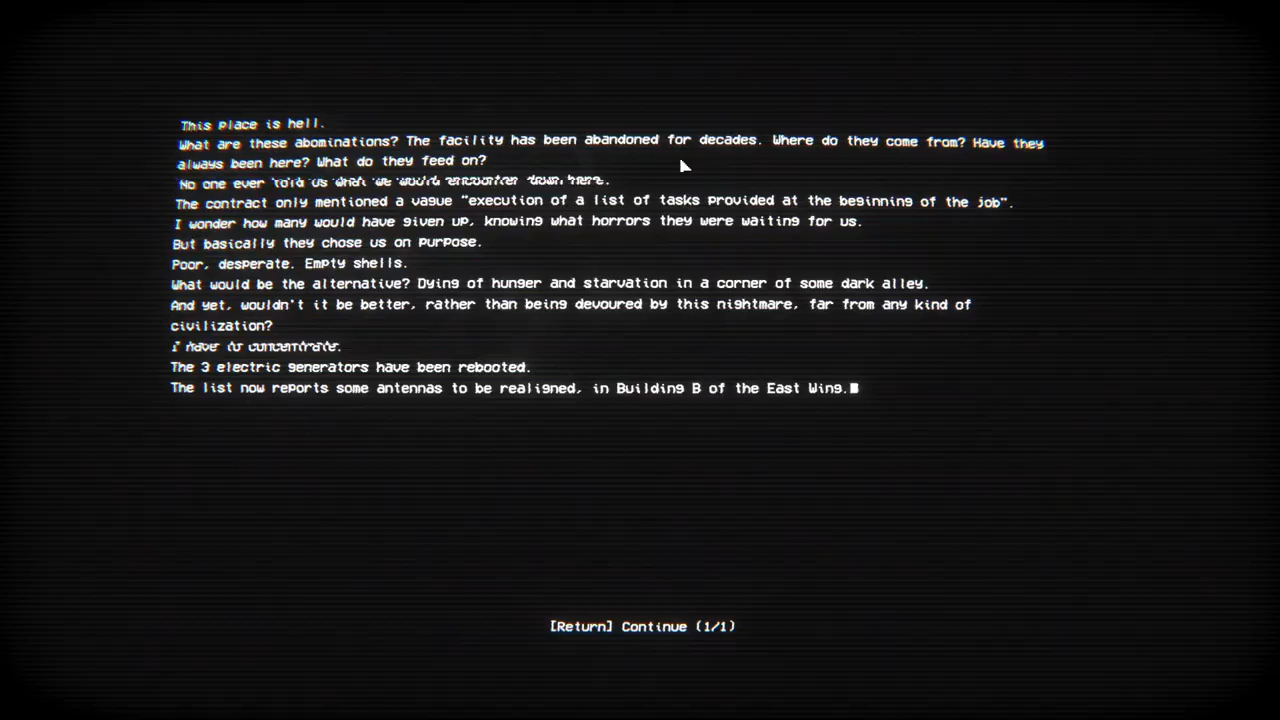 This place is hell.
What are these abominations? The facility has been abandoned for decades. Where do they come from? Have they
always been here? What do they feed on?
No one ever told us what we would encounter down here.
The contract only mentioned a vague "execution of a list of tasks provided at the beginning of the job".
I wonder how many would have given up, knowing what horrors they were waiting for us.
But basically they chose us on purpose.
Poor, desperate. Empty shells.
What would be the alternative? Dying of hunger and starvation in a corner of some dark alley.
And yet, wouldn't it be better, rather than being devoured by this nightmare, far from any kind of
civilization?
I have to concentrate.
The 3 electric generators have been rebooted.
The list now reports some antennas to be realigned, in Building B of the East Wing.
[Return] Continue (1/1)